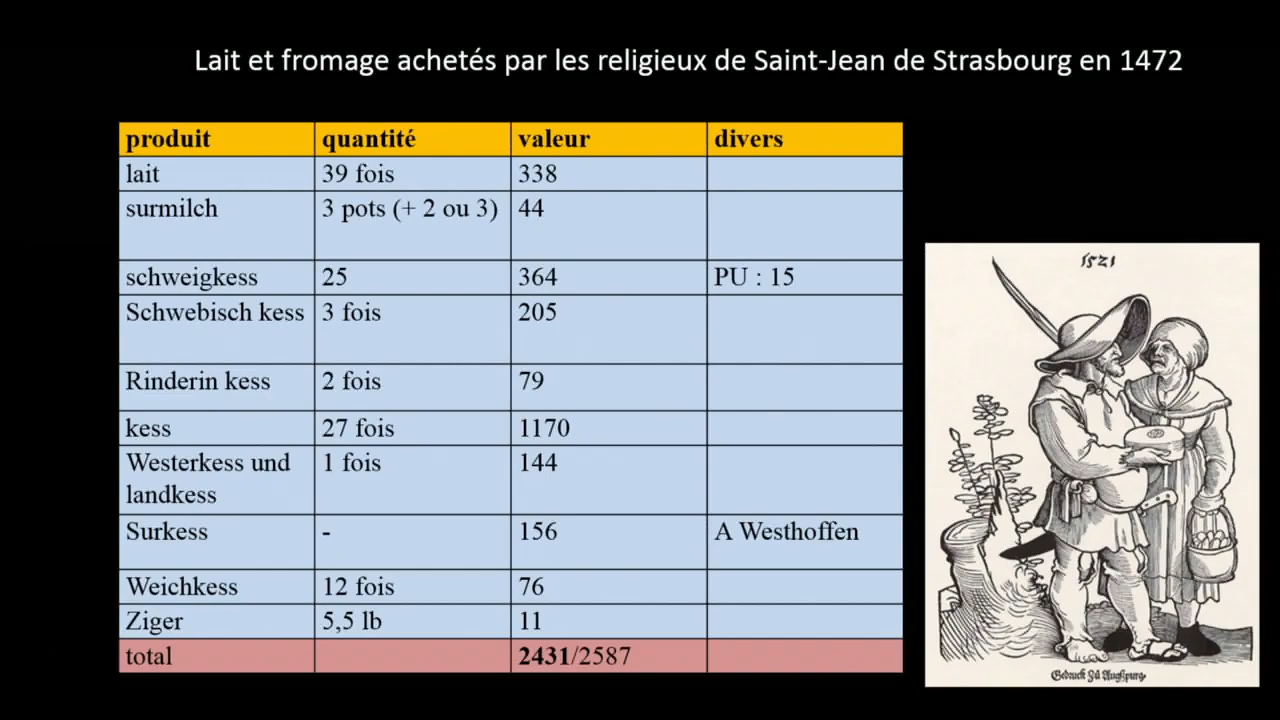 Lait et fromage achetés par les religieux de Saint-Jean de Strasbourg en 1472
produit quantité valeur divers
lait 39 fois 338
surmilch 3 pots (+ 2 ou 3) 44
schweigkess 25 364 PU : 15
Schwebisch kess 3 fois 205
Rinderin kess 2 fois 79
kess 27 fois 1170
Westerkess und 1 fois 144
landkess
Surkess - 156 A Westhoffen
Weichkess 12 fois 76
Ziger 5,5 lb 11
total 2431/2587
1521
Gedruckt zů Augspurg